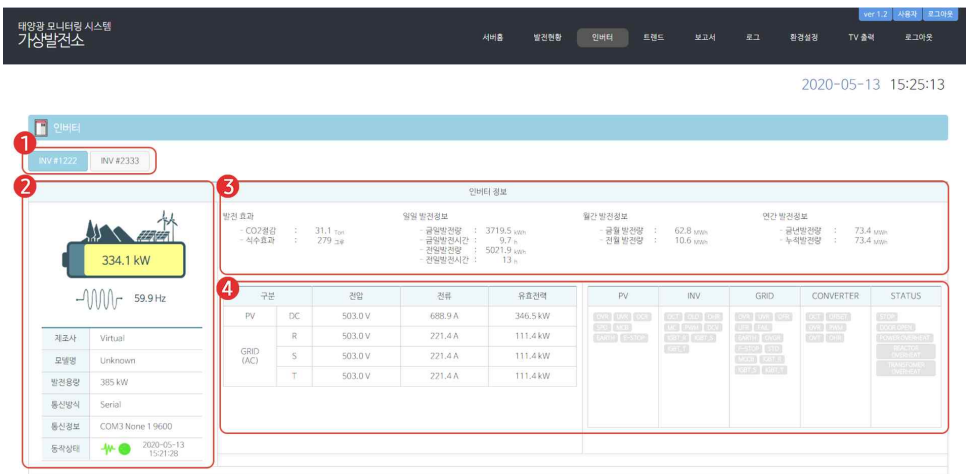 ver 1.2 사용자 로그아웃
태양광 모니터링 시스템
가상발전소
서버홈 발전현황 인버터 트렌드 보고서 로그 환경설정 TV 출력 로그아웃
2020-05-13 15:25:13
인버터
1
INV #1222 INV #2333
2
334.1 kW
59.9 Hz
제조사 Virtual
모델명 Unknown
발전용량 385 kW
통신방식 Serial
통신정보 COM3 None 1 9600
동작상태 2020-05-13
15:21:28
3
인버터 정보
발전 효과
- CO2절감 : 31.1 Ton
- 식수효과 : 279 그루
일일 발전정보
- 금일발전량 : 3719.5 kWh
- 금일발전시간 : 9.7 h
- 전일발전량 : 5021.9 kWh
- 전일발전시간 : 13 h
월간 발전정보
- 금월 발전량 : 62.8 MWh
- 전월 발전량 : 10.6 MWh
연간 발전정보
- 금년발전량 : 73.4 MWh
- 누적발전량 : 73.4 MWh
4
구분 전압 전류 유효전력
PV DC 503.0 V 688.9 A 346.5 kW
GRID
(AC)
R 503.0 V 221.4 A 111.4 kW
S 503.0 V 221.4 A 111.4 kW
T 503.0 V 221.4 A 111.4 kW
PV INV GRID CONVERTER STATUS
STOP
DOOR OPEN